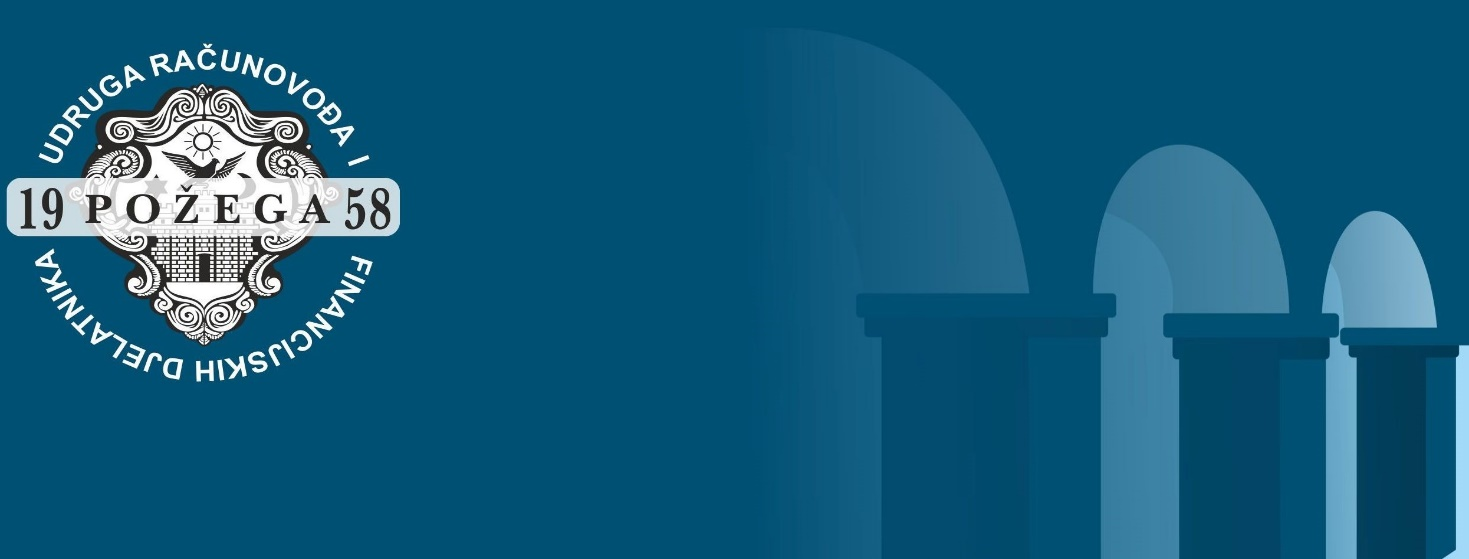 UDRUGA RAČUNOVOĐA I
19 POŽEGA 58
FINANCIJSKIH DJELATNIKA